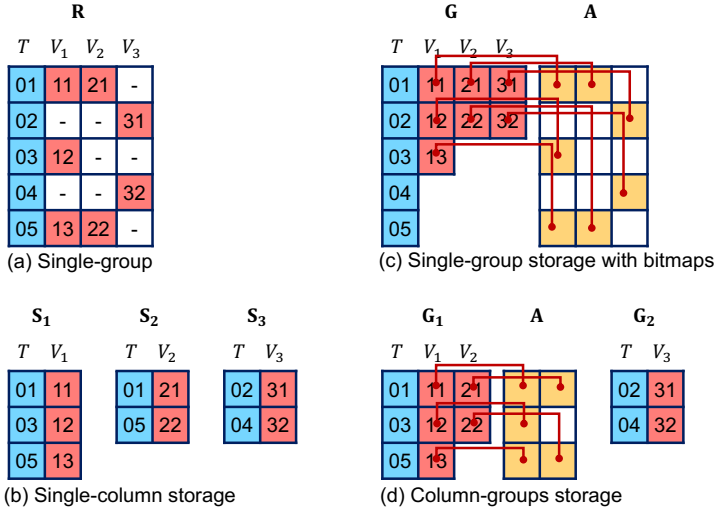 R
T V1 V2 V3
01 11 21 -
02 - - 31
03 12 - -
04 - - 32
05 13 22 -
(a) Single-group
G A
T V1 V2 V3
01 11 21 31
02 12 22 32
03 13
04
05
(c) Single-group storage with bitmaps
S1 S2 S3
T V1 T V2 T V3
01 11 01 21 02 31
03 12 05 22 04 32
05 13
(b) Single-column storage
G1 A G2
T V1 V2 T V3
01 11 21 02 31
03 12 22 04 32
05 13
(d) Column-groups storage